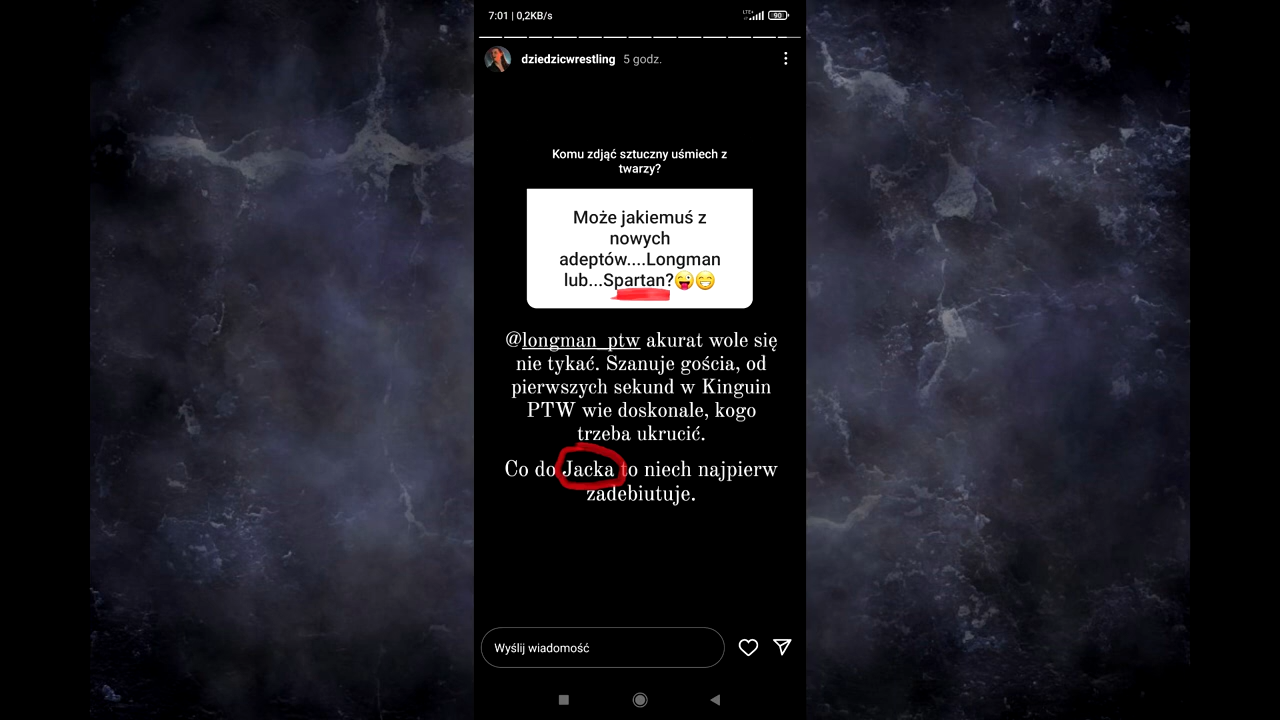 7:01 | 0,2KB/s
LTE+
90
dziedzicwrestling 5 godz.
Komu zdjąć sztuczny uśmiech z
twarzy?
Może jakiemuś z
nowych
adeptów....Longman
lub...Spartan?😜😁
@longman_ptw akurat wole się
nie tykać. Szanuje gościa, od
pierwszych sekund w Kinguin
PTW wie doskonale, kogo
trzeba ukrucić.
Co do Jacka to niech najpierw
zadebiutuje.
Wyślij wiadomość